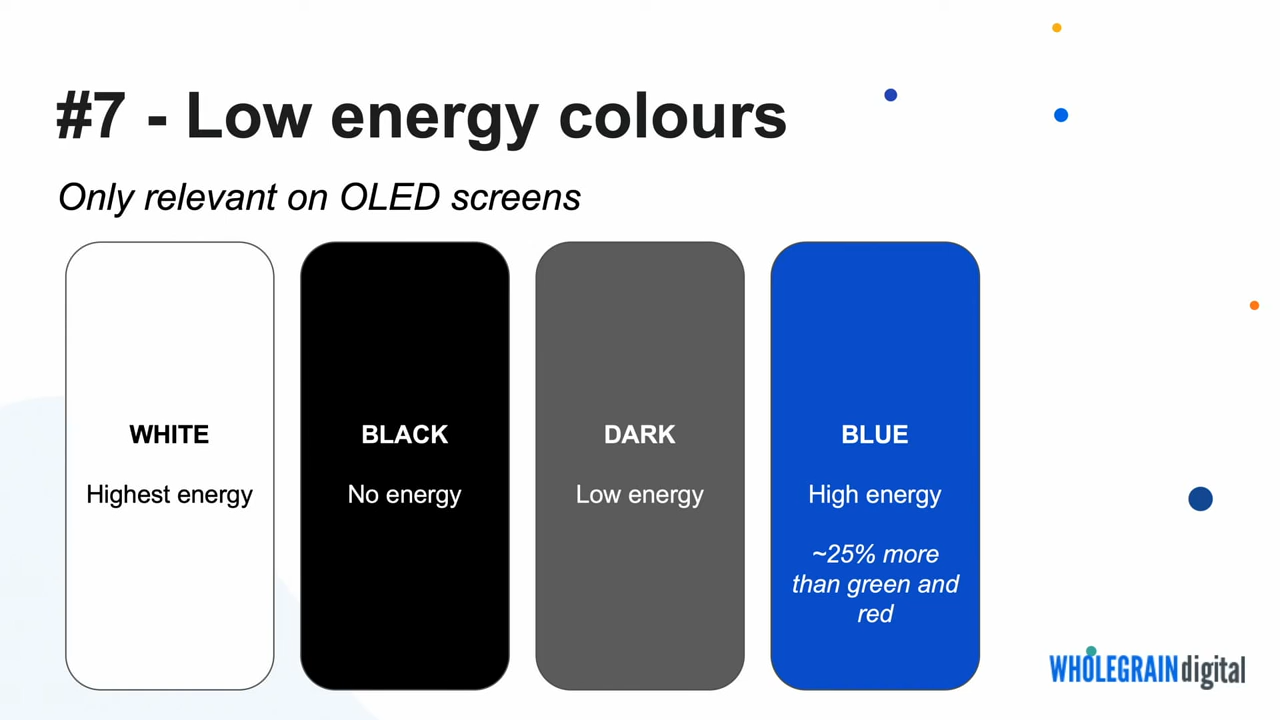 #7 - Low energy colours
Only relevant on OLED screens
WHITE
Highest energy
BLACK
No energy
DARK
Low energy
BLUE
High energy
~25% more
than green and
red
WHOLEGRAIN digital